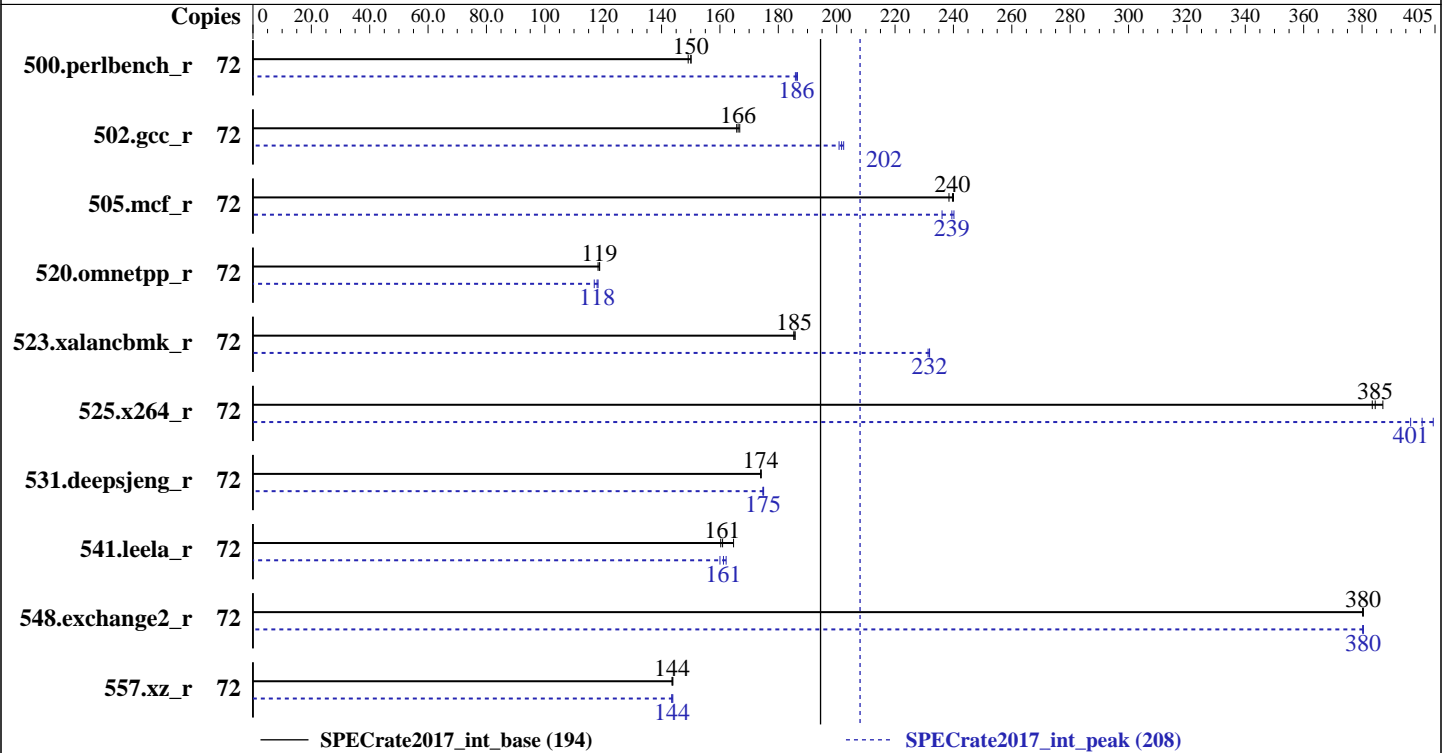 Copies 0 20.0 40.0 60.0 80.0 100 120 140 160 180 200 220 240 260 280 300 320 340 360 380 405
150
500.perlbench_r 72
186
166
502.gcc_r 72
202
240
505.mcf_r 72
239
119
520.omnetpp_r 72
118
185
523.xalancbmk_r 72
232
385
525.x264_r 72
401
174
531.deepsjeng_r 72
175
161
541.leela_r 72
161
380
548.exchange2_r 72
380
144
557.xz_r 72
144
SPECrate2017_int_base (194) SPECrate2017_int_peak (208)